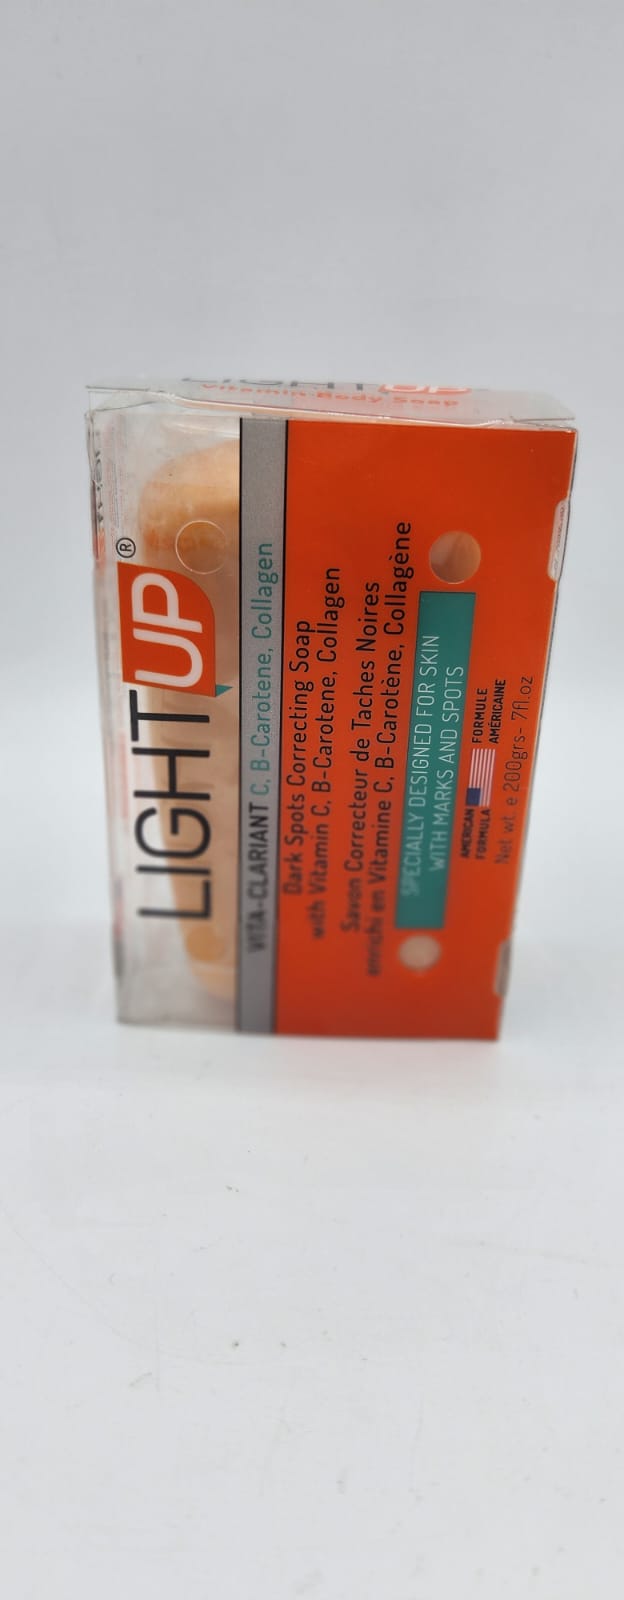 LIGHTUP®
VITA-CLARIANT C, B-Carotene, Collagen
Dark Spots Correcting Soap
with Vitamin C, B-Carotene, Collagen
Savon Correcteur de Taches Noires
enrichi en Vitamine C, B-Carotène, Collagène
SPECIALLY DESIGNED FOR SKIN
WITH MARKS AND SPOTS
AMERICAN
FORMULA
FORMULE
AMÉRICAINE
Net wt. e 200grs- 7fl.oz
LIGHTUP
Vitamin Body Soap